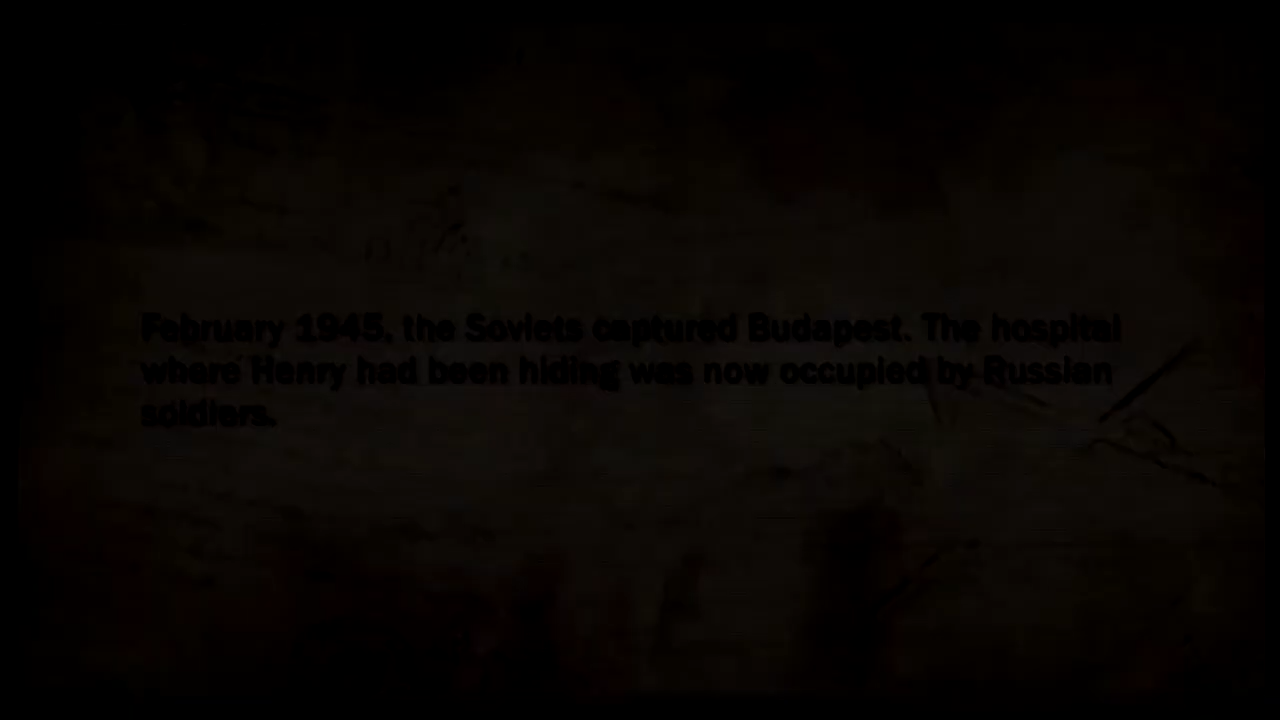 February 1945, the Soviets captured Budapest. The hospital
where Henry had been hiding was now occupied by Russian
soldiers.